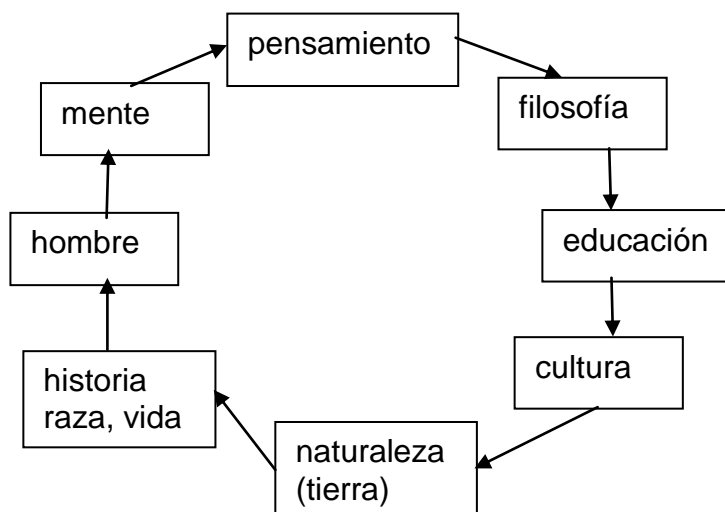 pensamiento
filosofía
educación
cultura
naturaleza
(tierra)
historia
raza, vida
hombre
mente